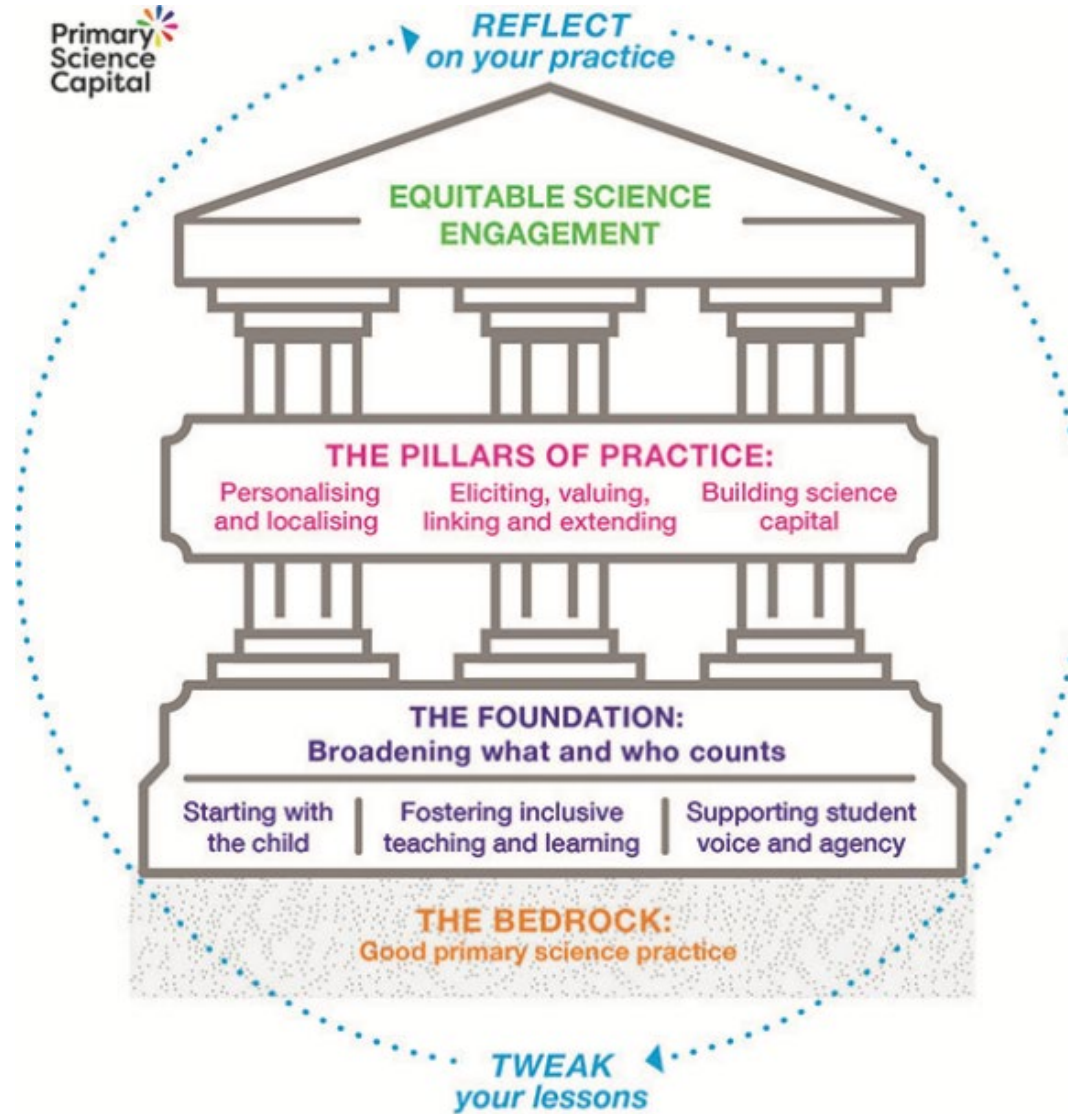 Primary
Science
Capital
REFLECT
on your practice
EQUITABLE SCIENCE
ENGAGEMENT
THE PILLARS OF PRACTICE:
Personalising
and localising
Eliciting, valuing,
linking and extending
Building science
capital
THE FOUNDATION:
Broadening what and who counts
Starting with
the child
Fostering inclusive
teaching and learning
Supporting student
voice and agency
THE BEDROCK:
Good primary science practice
TWEAK
your lessons